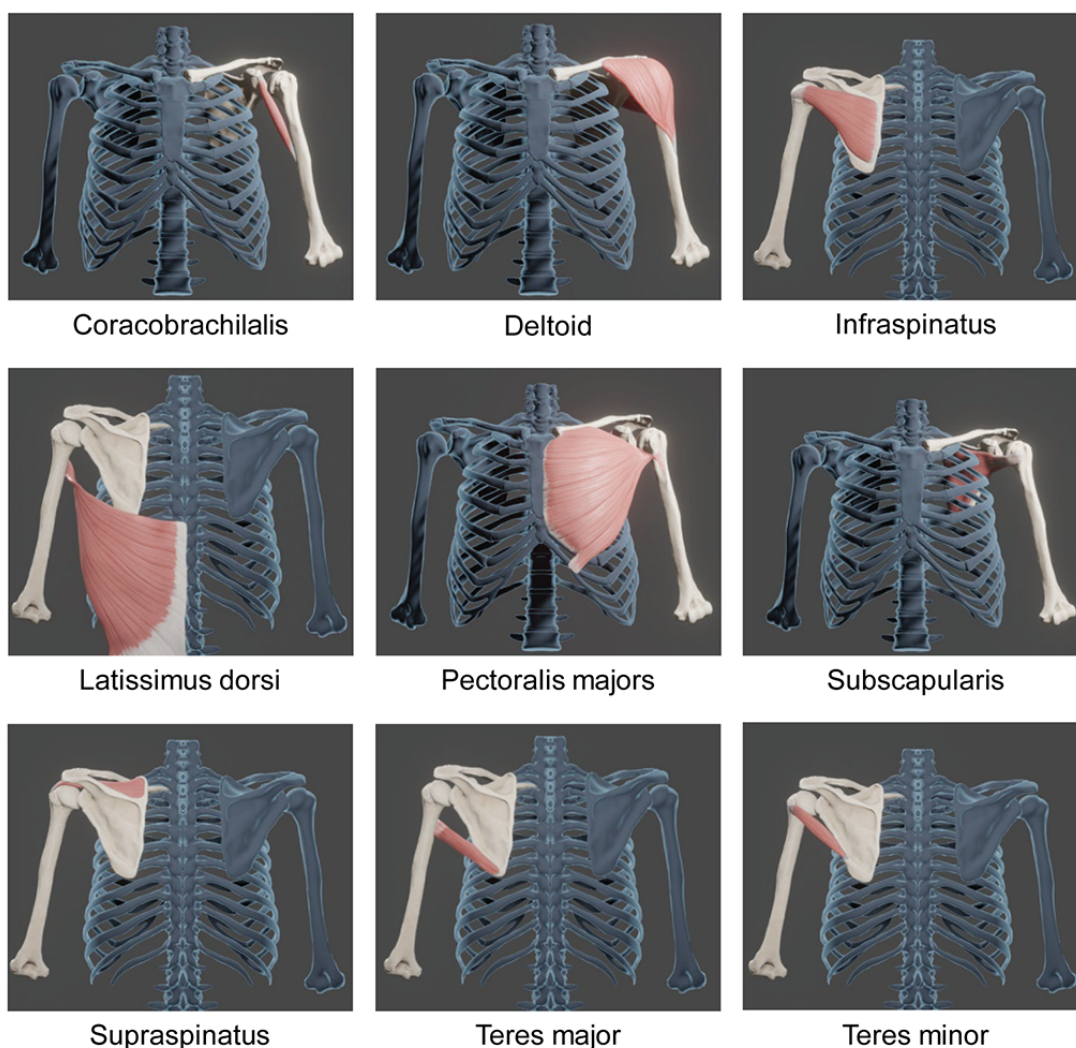 Coracobrachilalis
Deltoid
Infraspinatus
Latissimus dorsi
Pectoralis majors
Subscapularis
Supraspinatus
Teres major
Teres minor